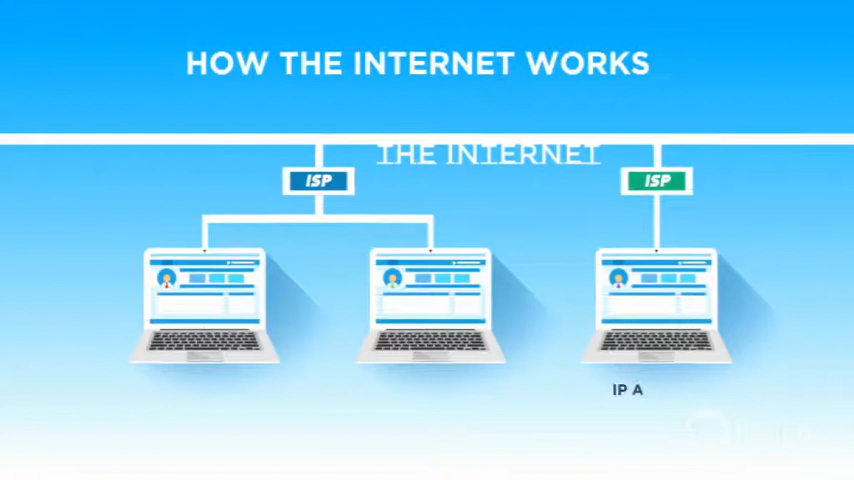 HOW THE INTERNET WORKS
THE INTERNET
ISP
ISP
IP A